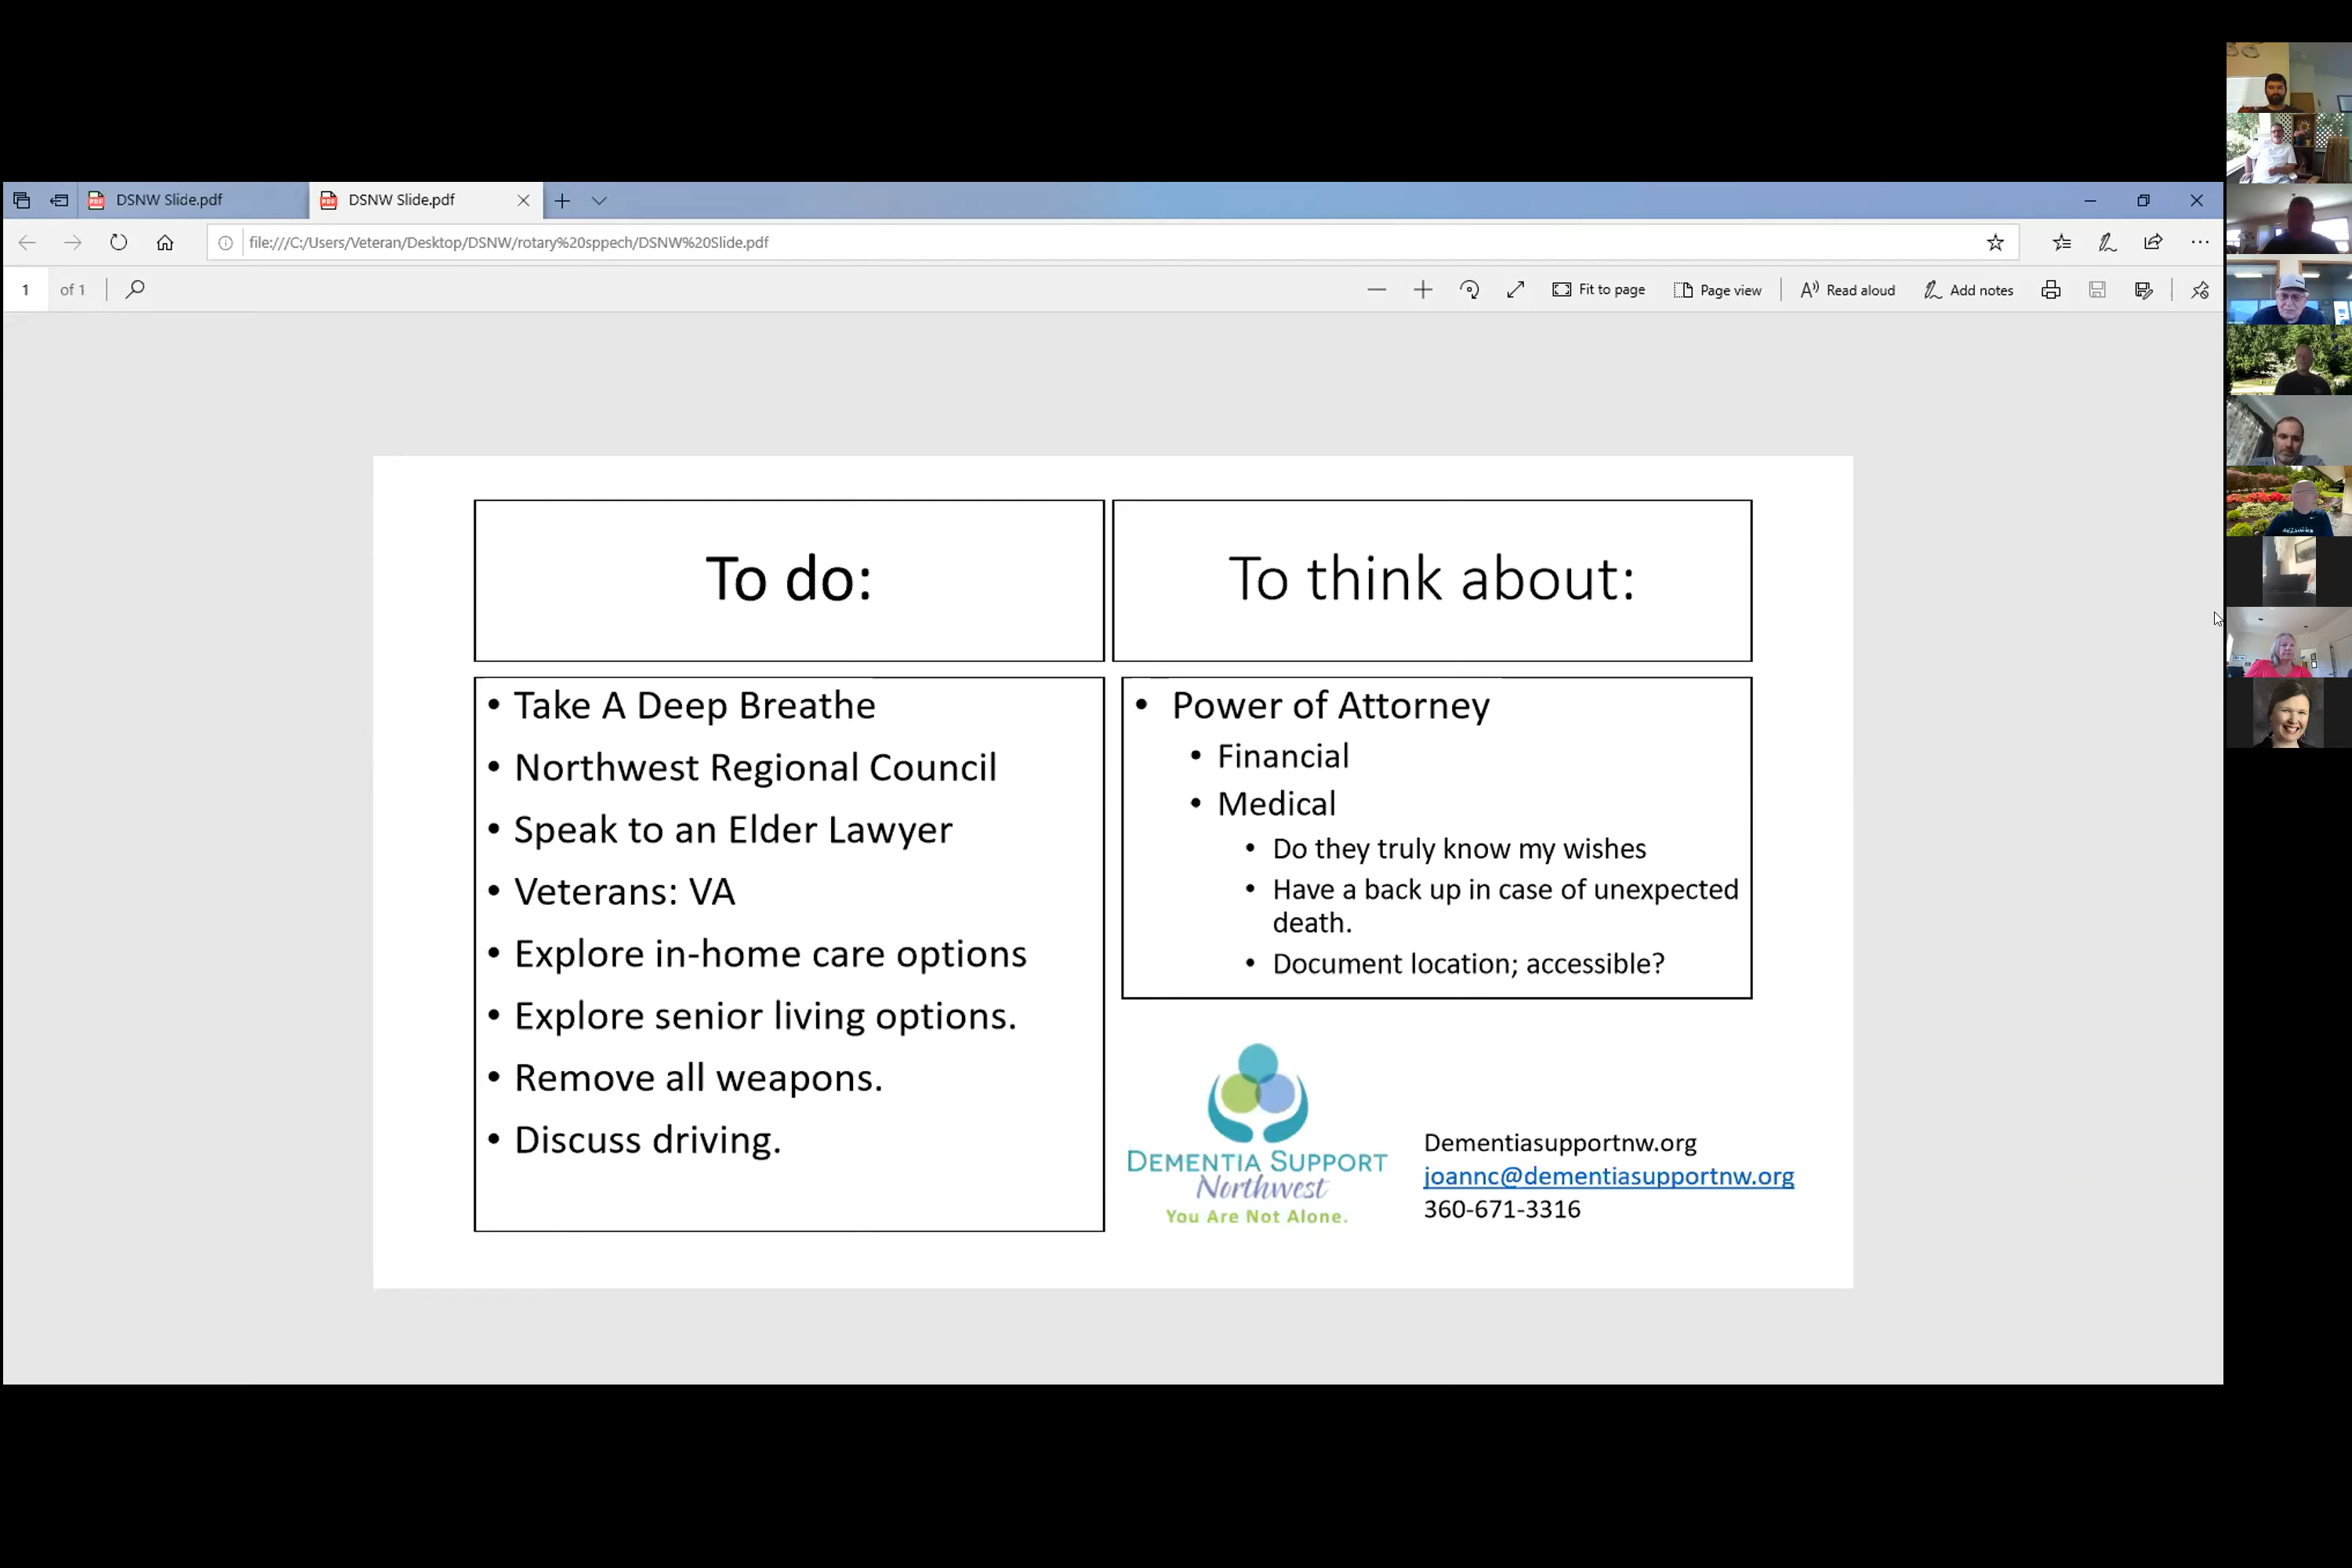 DSNW Slide.pdf
DSNW Slide.pdf
file:///C:/Users/Veteran/Desktop/DSNW/rotary%20sppech/DSNW%20Slide.pdf
1 of 1
Fit to page
Page view
Read aloud
Add notes
To do:
• Take A Deep Breathe
• Northwest Regional Council
• Speak to an Elder Lawyer
• Veterans: VA
• Explore in-home care options
• Explore senior living options.
• Remove all weapons.
• Discuss driving.
To think about:
• Power of Attorney
• Financial
• Medical
• Do they truly know my wishes
• Have a back up in case of unexpected
death.
• Document location; accessible?
DEMENTIA SUPPORT
Northwest
You Are Not Alone.
Dementiasupportnw.org
joannc@dementiasupportnw.org
360-671-3316